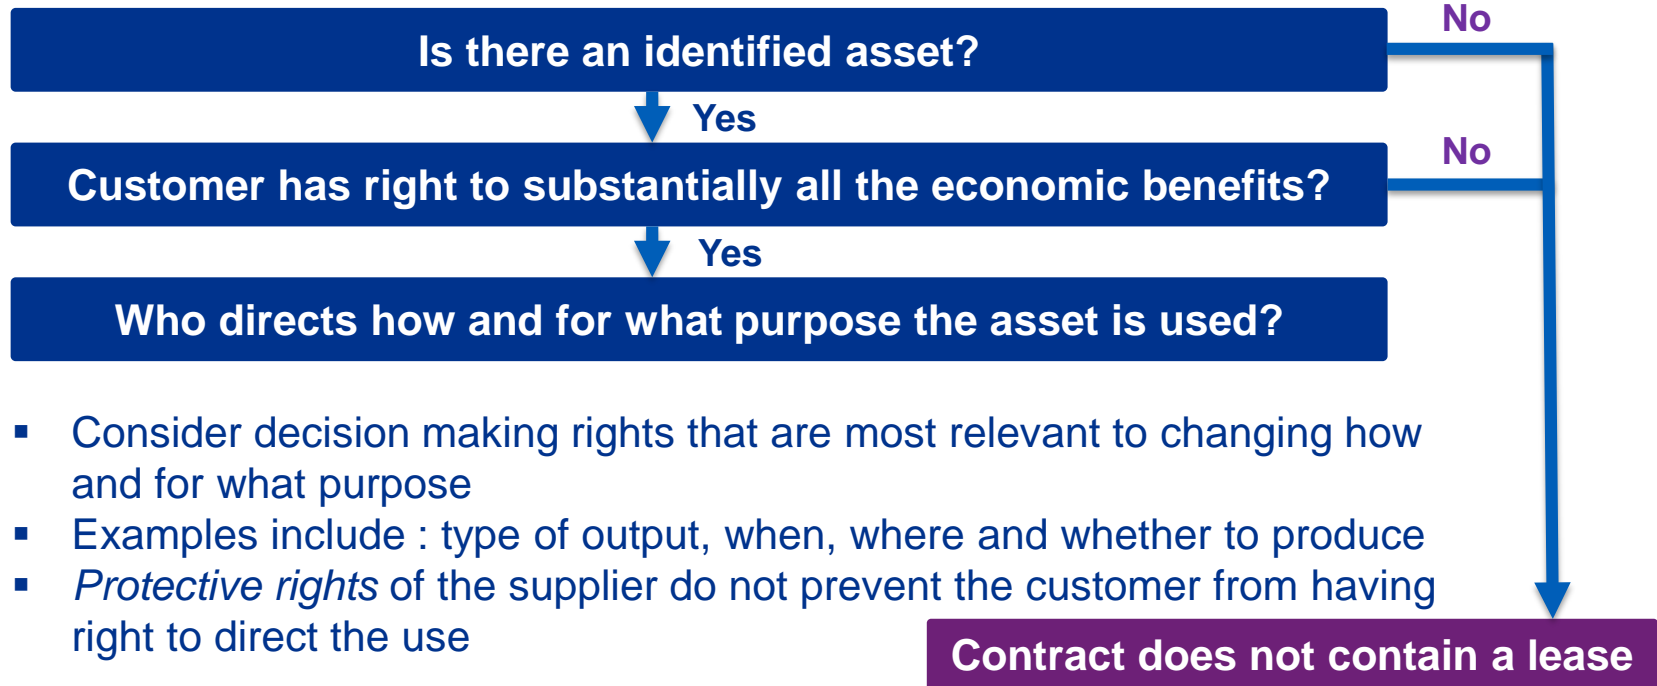 Is there an identified asset?
No
Yes
Customer has right to substantially all the economic benefits?
No
Yes
Who directs how and for what purpose the asset is used?
▪ Consider decision making rights that are most relevant to changing how
and for what purpose
▪ Examples include : type of output, when, where and whether to produce
▪ Protective rights of the supplier do not prevent the customer from having
right to direct the use
Contract does not contain a lease